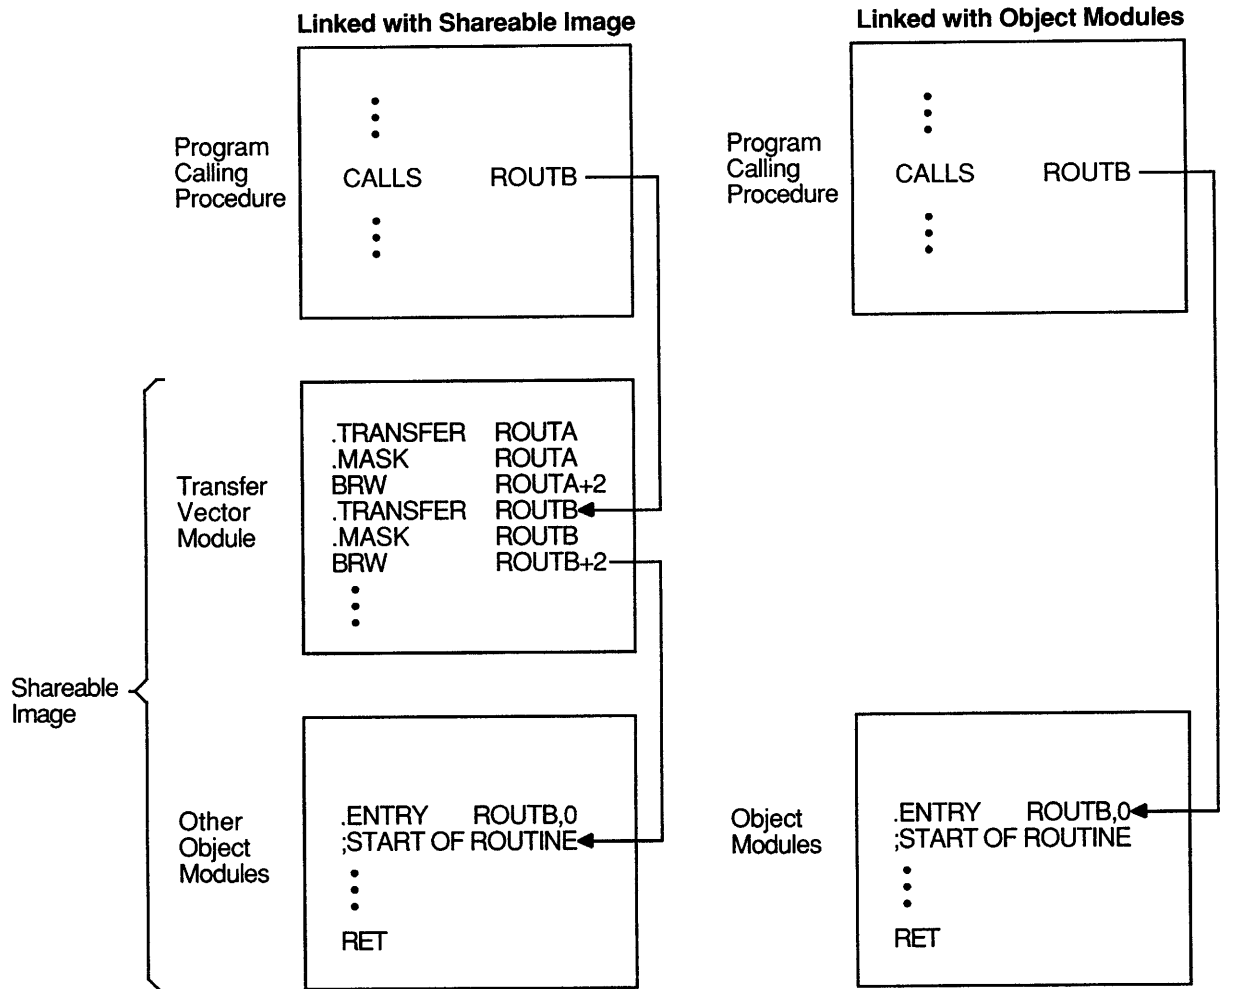 Linked with Shareable Image
Program
Calling
Procedure
CALLS ROUTB
Transfer
Vector
Module
.TRANSFER ROUTA
.MASK ROUTA
BRW ROUTA+2
.TRANSFER ROUTB
.MASK ROUTB
BRW ROUTB+2
Shareable
Image
Other
Object
Modules
.ENTRY ROUTB,0
;START OF ROUTINE
RET
Linked with Object Modules
Program
Calling
Procedure
CALLS ROUTB
Object
Modules
.ENTRY ROUTB,0
;START OF ROUTINE
RET